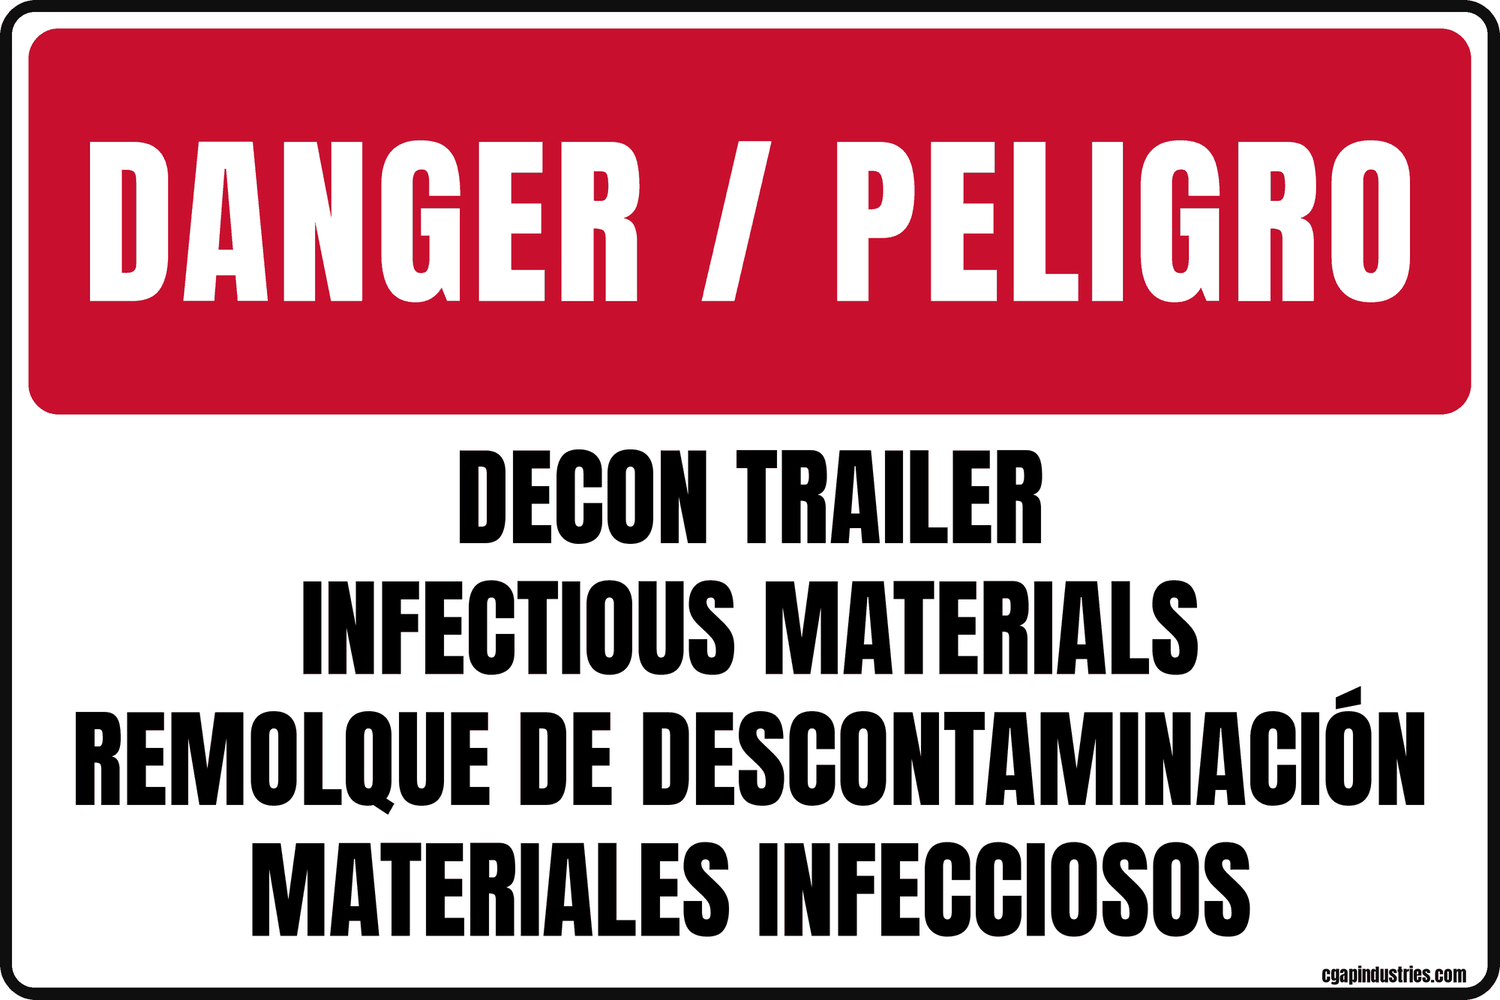 DANGER / PELIGRO
DECON TRAILER
INFECTIOUS MATERIALS
REMOLQUE DE DESCONTAMINACIÓN
MATERIALES INFECCIOSOS
cgapindustries.com